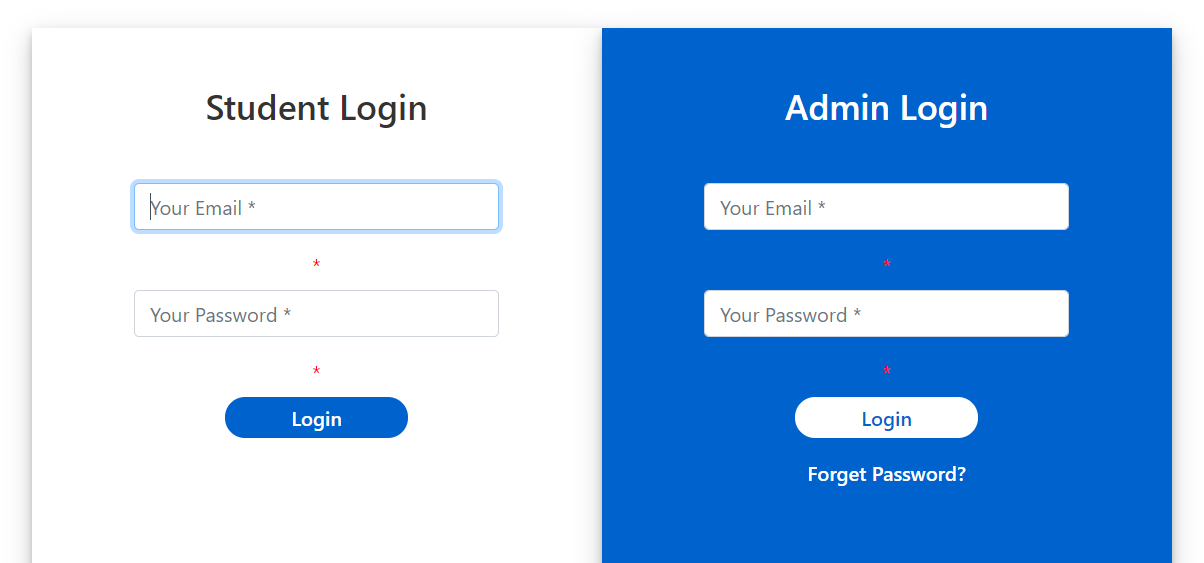 Student Login
Your Email *
*
Your Password *
*
Login
Admin Login
Your Email *
*
Your Password *
*
Login
Forget Password?